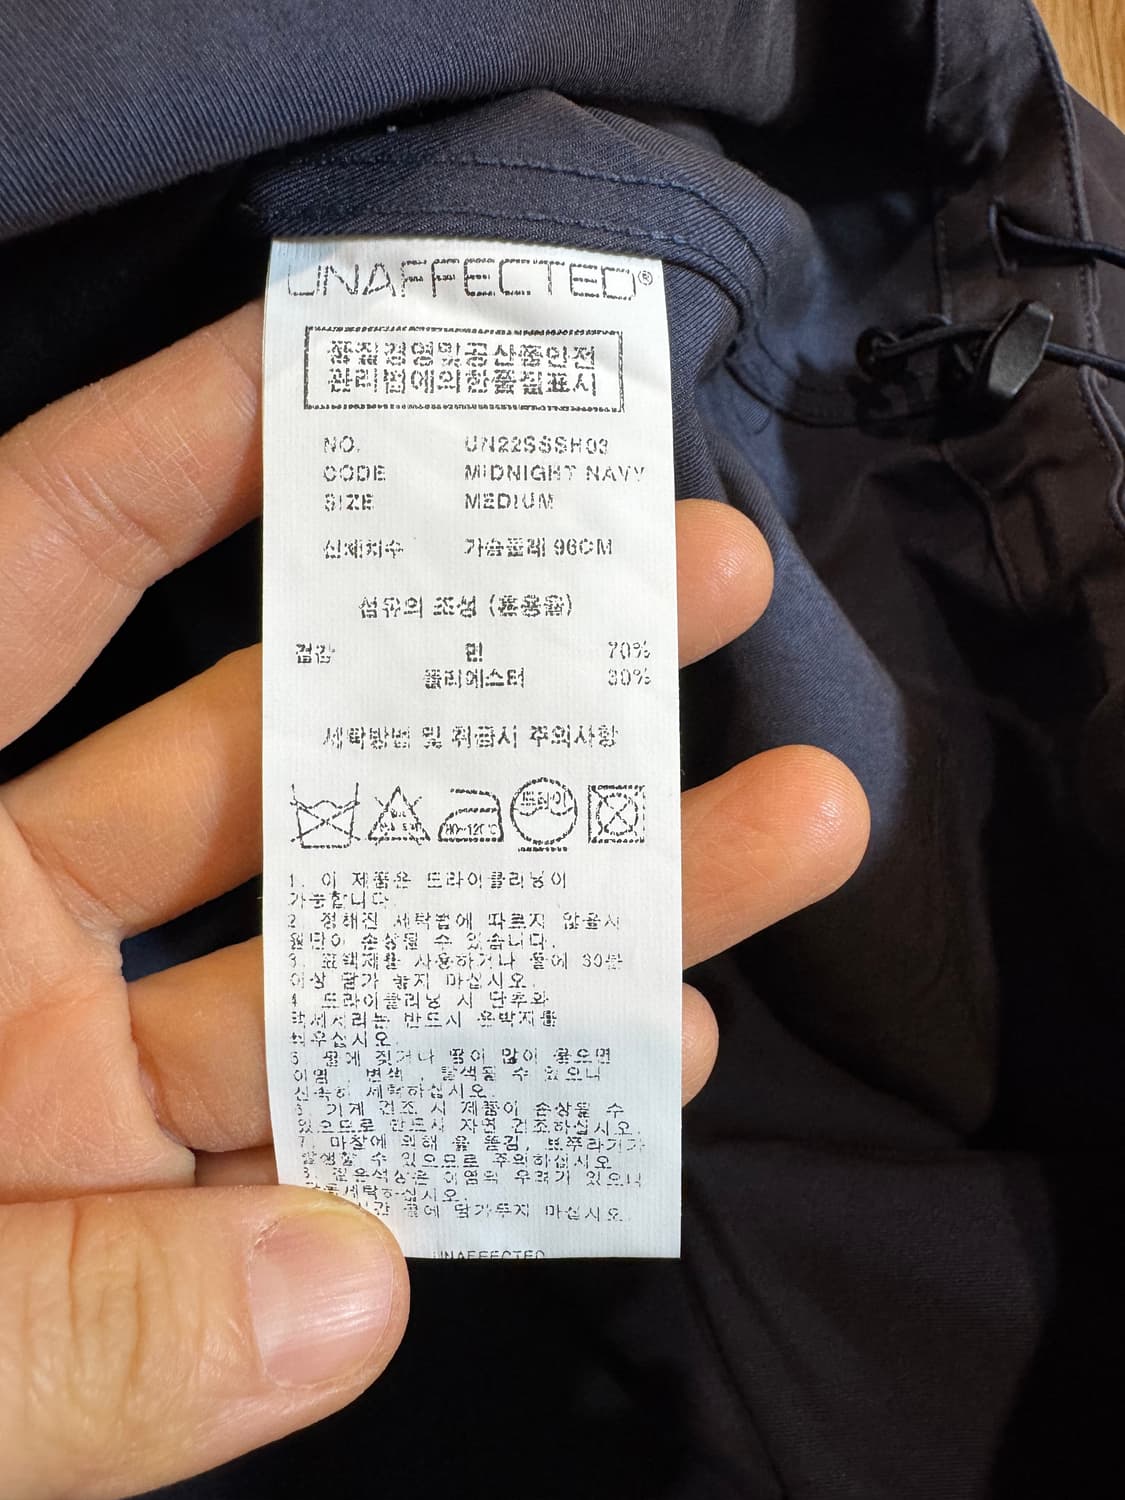 UNAFFECTED®
품질경영및공산품안전
관리법에의한품질표시
NO. UN22SSSH03
CODE MIDNIGHT NAVY
SIZE MEDIUM
신체치수 가슴둘레 96CM
섬유의 조성 (혼용율)
겉감 면 70%
폴리에스터 30%
세탁방법 및 취급시 주의사항
드라이
80~120℃
1. 이 제품은 드라이클리닝이
가능합니다.
2. 정해진 세탁법에 따르지 않을시
원단이 손상될 수 있습니다.
3. 표백제를 사용하거나 물에 30분
이상 담가 놓지 마십시오.
4. 드라이클리닝 시 단추와
악세서리는 반드시 은박지를
씌우십시오.
5. 물에 젖거나 땀이 많이 묻으면
이염, 변색, 탈색될 수 있으니
신속히 세탁하십시오.
6. 기계 건조 시 제품이 손상될 수
있으므로 반드시 자연 건조하십시오.
7. 마찰에 의해 올 뜯김, 보푸라기가
발생할 수 있으므로 주의하십시오.
8. 짙은색상은 이염의 우려가 있으니
단독세탁하십시오.
물에 담가두지 마십시오.
UNAFFECTED